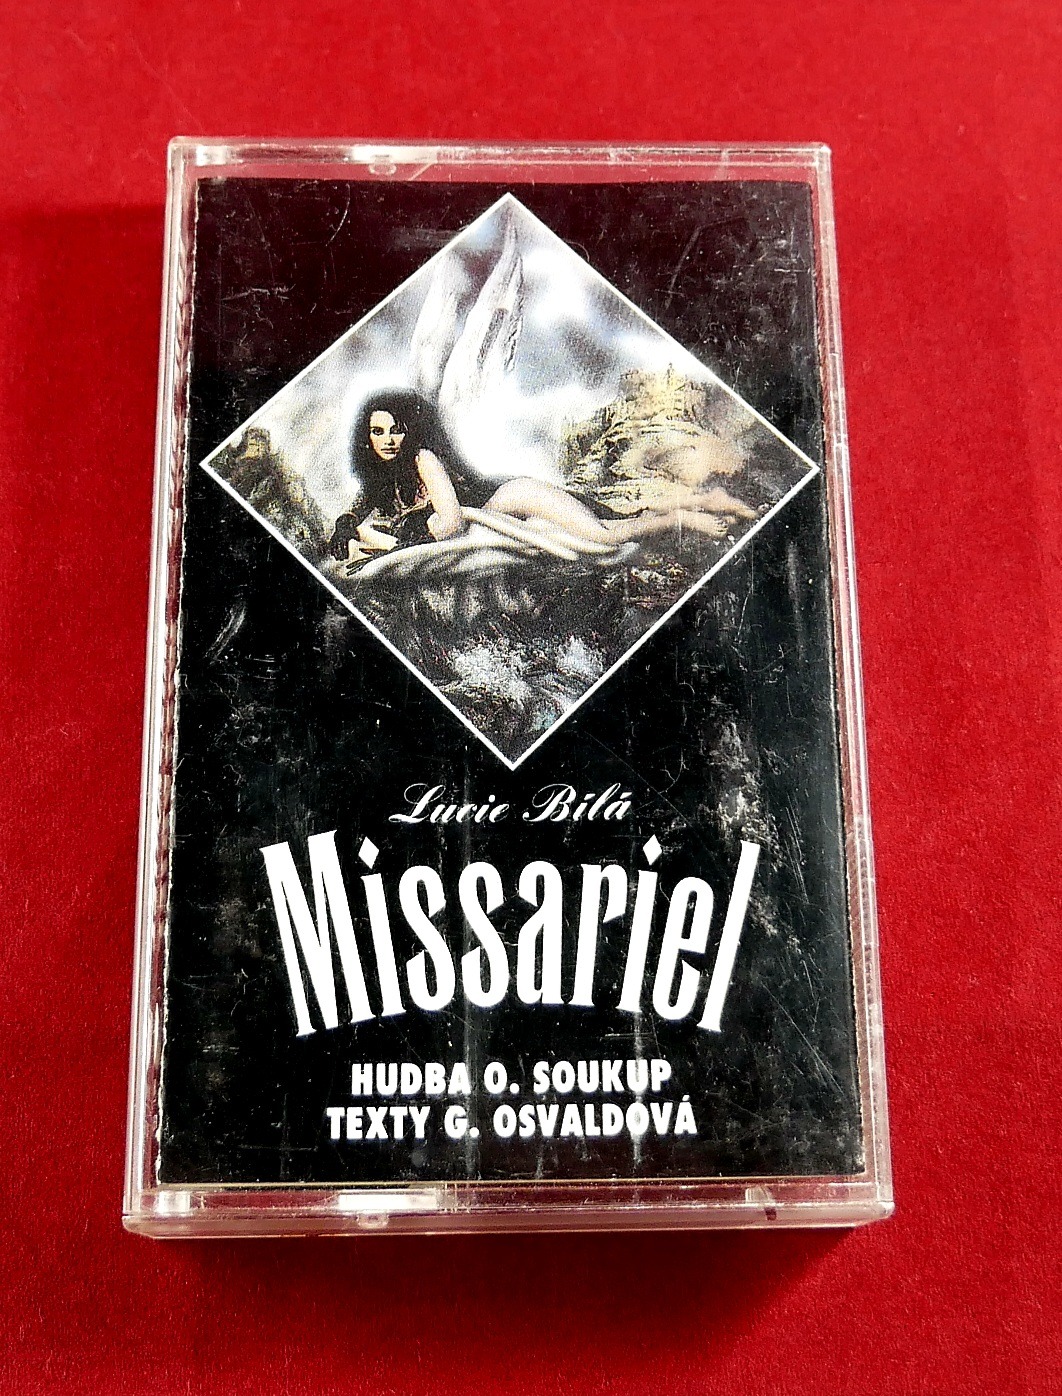 Lucie Bílá
Missariel
HUDBA O. SOUKUP
TEXTY G. OSVALDOVÁ